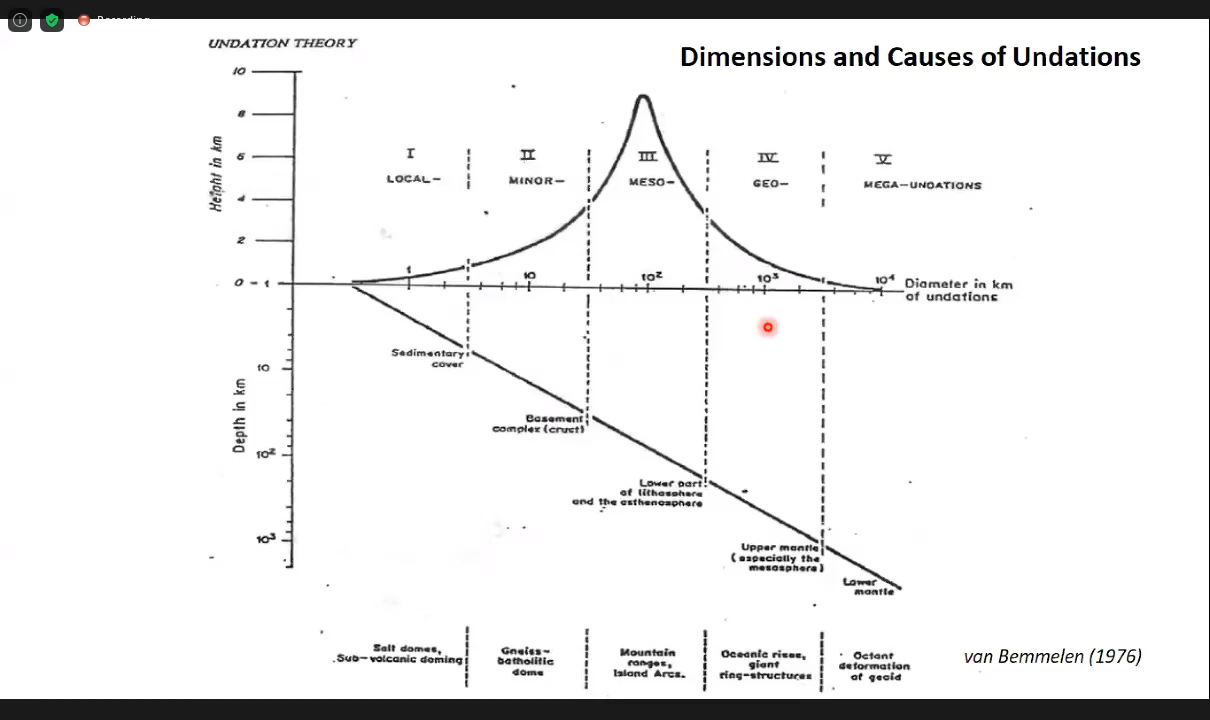 Recording
UNDATION THEORY
Dimensions and Causes of Undations
10
8
6
4
2
0 - 1
Height in km
I
II
III
IV
V
LOCAL-
MINOR-
MESO-
GEO-
MEGA-UNDATIONS
1
10
10²
10³
10⁴
Diameter in km
of undations
Sedimentary
cover
10
Depth in km
Basement
complex (crust)
10²
Lower part
of lithosphere
and the asthenosphere
10³
Upper mantle
(especially the
mesosphere)
Lower
mantle
Salt domes,
Sub-volcanic doming
Gneiss-
batholitic
dome
Mountain
ranges,
Island Arcs.
Oceanic rises,
giant
ring-structures
Octant
deformation
of geoid
van Bemmelen (1976)